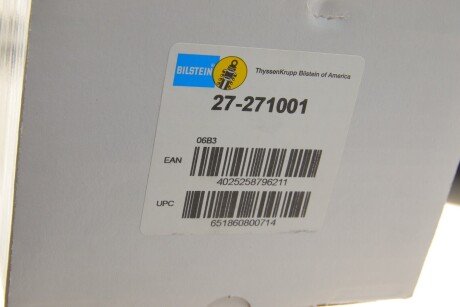 BILSTEIN
ThyssenKrupp Bilstein of America
27-271001
06B3
EAN
4025258796211
UPC
651860800714